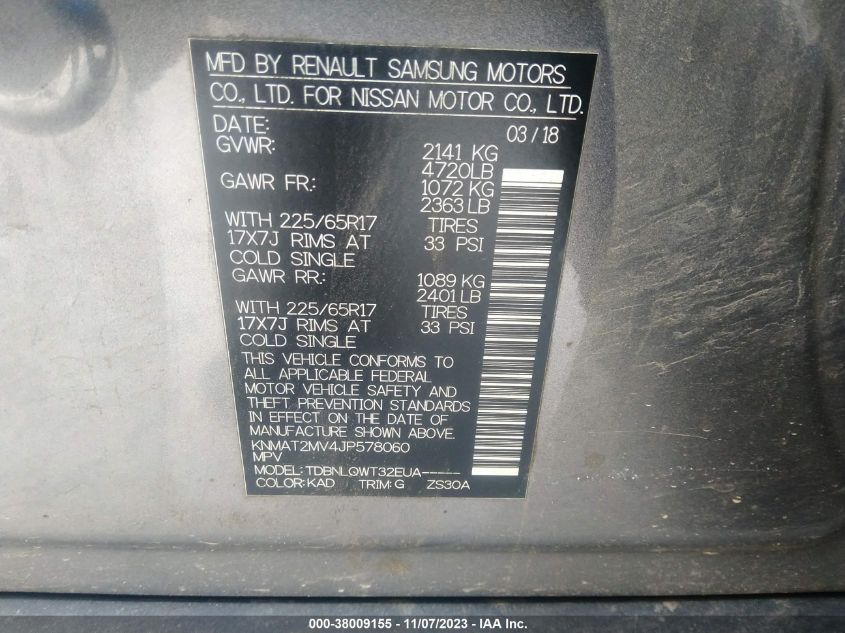 MFD BY RENAULT SAMSUNG MOTORS
CO., LTD. FOR NISSAN MOTOR CO., LTD.
DATE: 03/18
GVWR: 2141 KG
4720LB
GAWR FR.: 1072 KG
2363 LB
WITH 225/65R17 TIRES
17X7J RIMS AT 33 PSI
COLD SINGLE
GAWR RR.: 1089 KG
2401 LB
WITH 225/65R17 TIRES
17X7J RIMS AT 33 PSI
COLD SINGLE
THIS VEHICLE CONFORMS TO
ALL APPLICABLE FEDERAL
MOTOR VEHICLE SAFETY AND
THEFT PREVENTION STANDARDS
IN EFFECT ON THE DATE OF
MANUFACTURE SHOWN ABOVE.
KNMAT2MV4JP578060
MPV
MODEL: TDBNLQWT32EUA-----
COLOR: KAD TRIM: G ZS30A
000-38009155 - 11/07/2023 - IAA Inc.